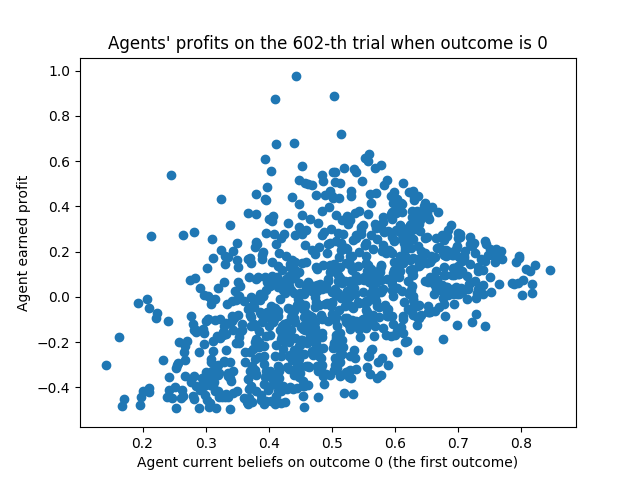 Agents' profits on the 602-th trial when outcome is 0
1.0
0.8
0.6
0.4
0.2
0.0
−0.2
−0.4
Agent earned profit
0.2 0.3 0.4 0.5 0.6 0.7 0.8
Agent current beliefs on outcome 0 (the first outcome)